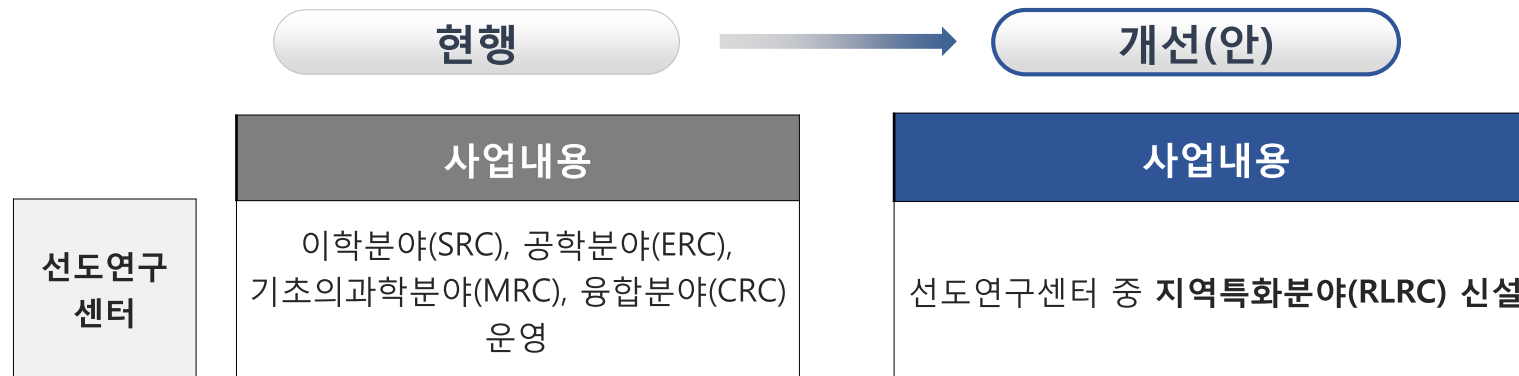 현행
개선(안)
사업내용
사업내용
선도연구
센터
이학분야(SRC), 공학분야(ERC),
기초의과학분야(MRC), 융합분야(CRC)
운영
선도연구센터 중 지역특화분야(RLRC) 신설